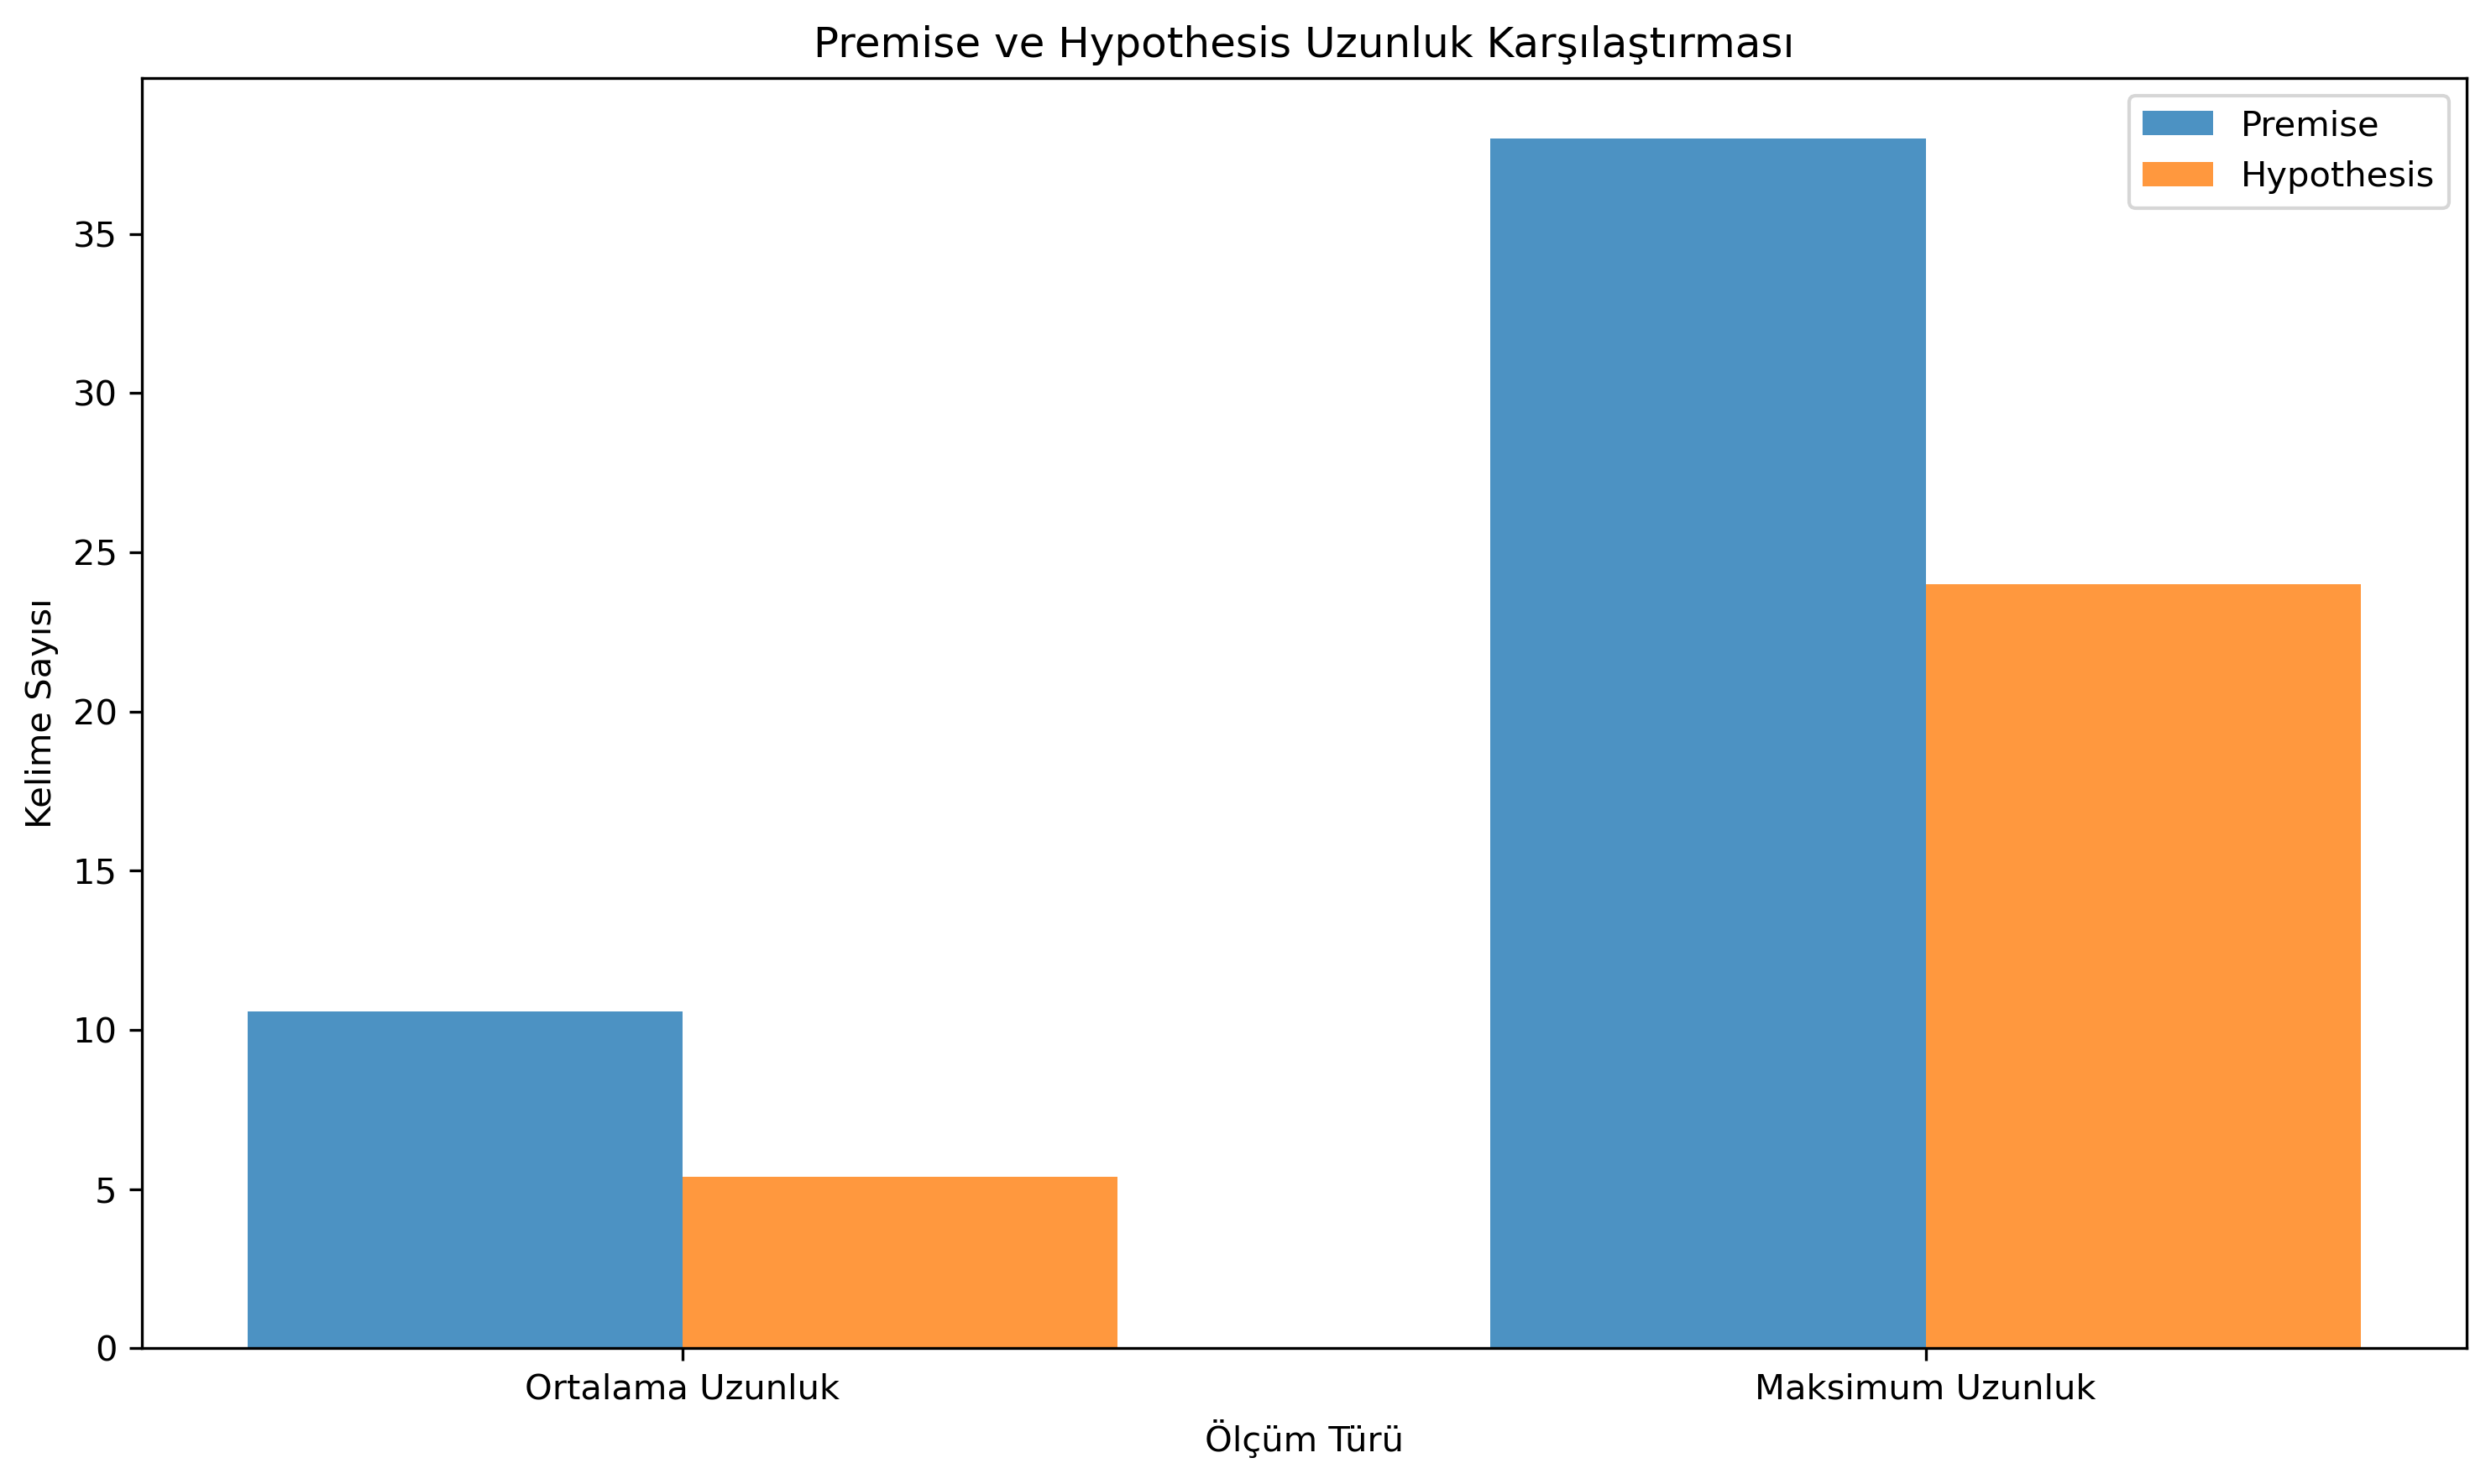 Premise ve Hypothesis Uzunluk Karşılaştırması
Premise
Hypothesis
35
30
25
20
15
10
5
0
Kelime Sayısı
Ortalama Uzunluk
Maksimum Uzunluk
Ölçüm Türü